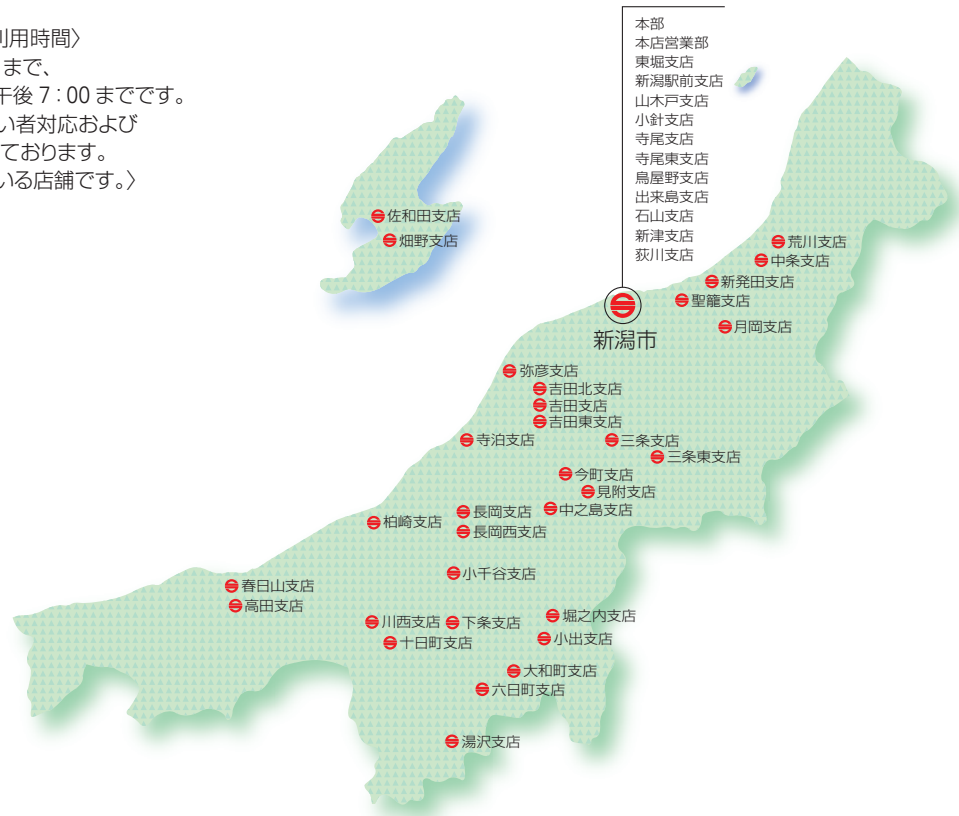 利用時間〉
まで、
午後 7：00 までです。
い者対応および
ております。
いる店舗です。〉
本部
本店営業部
東堀支店
新潟駅前支店
山木戸支店
小針支店
寺尾支店
寺尾東支店
鳥屋野支店
出来島支店
石山支店
新津支店
荻川支店
佐和田支店
畑野支店
荒川支店
中条支店
新発田支店
聖籠支店
月岡支店
新潟市
弥彦支店
吉田北支店
吉田支店
吉田東支店
寺泊支店
三条支店
三条東支店
今町支店
見附支店
中之島支店
長岡支店
長岡西支店
柏崎支店
小千谷支店
春日山支店
高田支店
川西支店
下条支店
十日町支店
堀之内支店
小出支店
大和町支店
六日町支店
湯沢支店